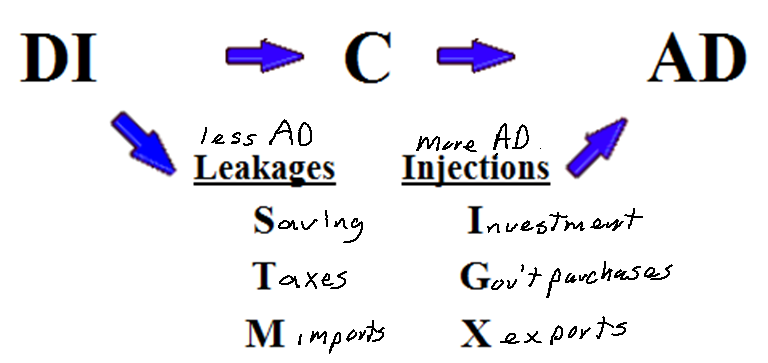 DI C AD
less AD more AD.
Leakages Injections
Saving Investment
Taxes Gov't purchases
M imports X exports